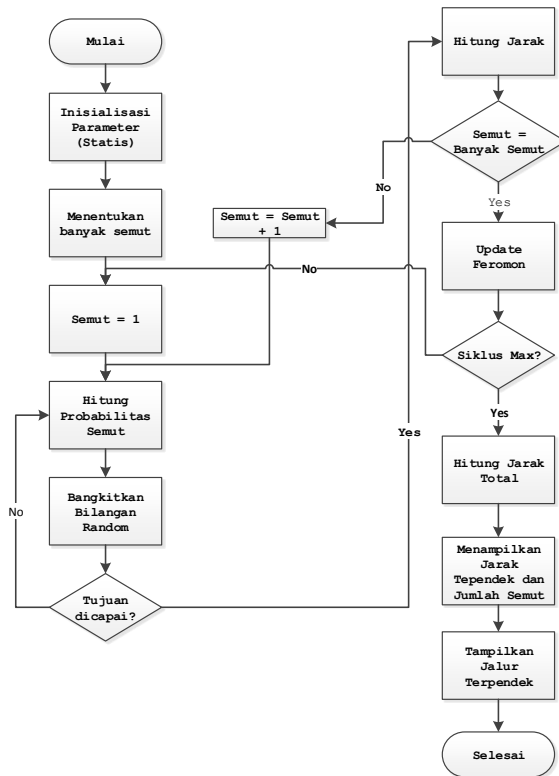 Mulai
Inisialisasi
Parameter
(Statis)
Menentukan
banyak semut
Semut = 1
Hitung
Probabilitas
Semut
Bangkitkan
Bilangan
Random
Tujuan
dicapai?
No
Yes
Semut = Semut
+ 1
No
No
Hitung Jarak
Semut =
Banyak Semut
Yes
Update
Feromon
Siklus Max?
Yes
Hitung Jarak
Total
Menampilkan
Jarak
Tependek dan
Jumlah Semut
Tampilkan
Jalur
Terpendek
Selesai